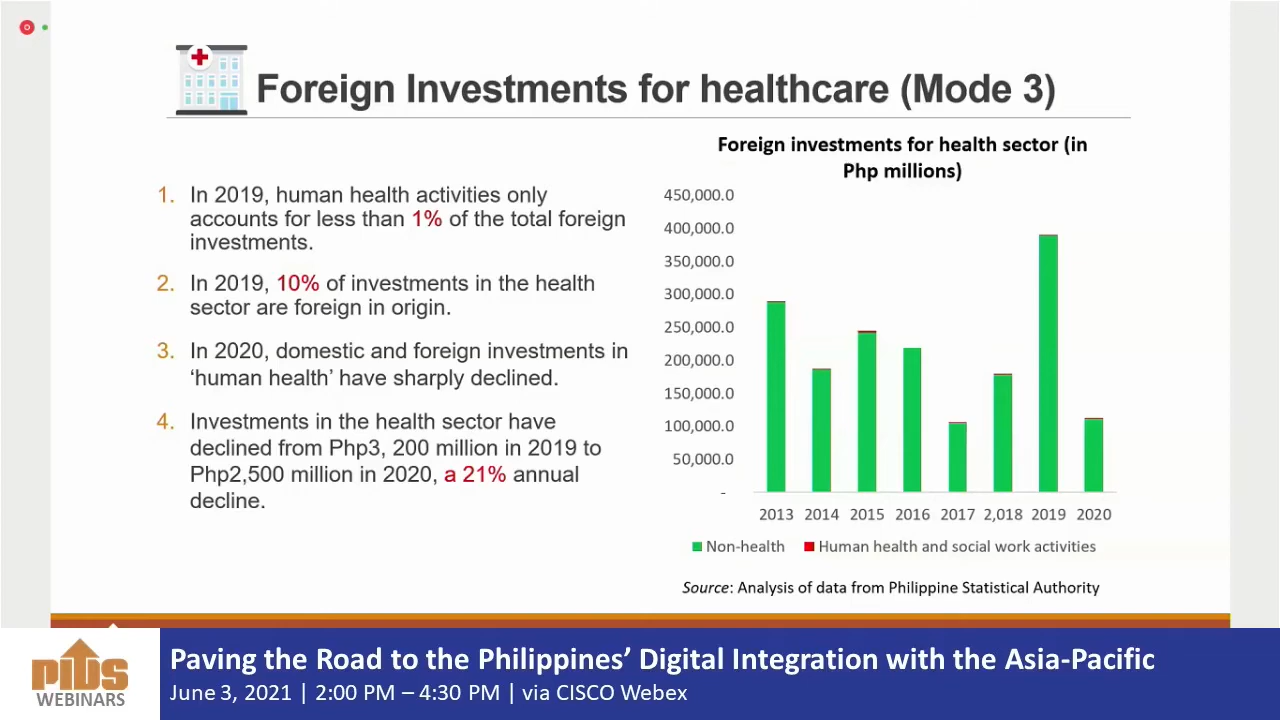 Foreign Investments for healthcare (Mode 3)
1. In 2019, human health activities only
accounts for less than 1% of the total foreign
investments.
2. In 2019, 10% of investments in the health
sector are foreign in origin.
3. In 2020, domestic and foreign investments in
‘human health’ have sharply declined.
4. Investments in the health sector have
declined from Php3, 200 million in 2019 to
Php2,500 million in 2020, a 21% annual
decline.
Foreign investments for health sector (in
Php millions)
450,000.0
400,000.0
350,000.0
300,000.0
250,000.0
200,000.0
150,000.0
100,000.0
50,000.0
-
2013 2014 2015 2016 2017 2,018 2019 2020
Non-health Human health and social work activities
Source: Analysis of data from Philippine Statistical Authority
PIDS
WEBINARS
Paving the Road to the Philippines’ Digital Integration with the Asia-Pacific
June 3, 2021 | 2:00 PM – 4:30 PM | via CISCO Webex